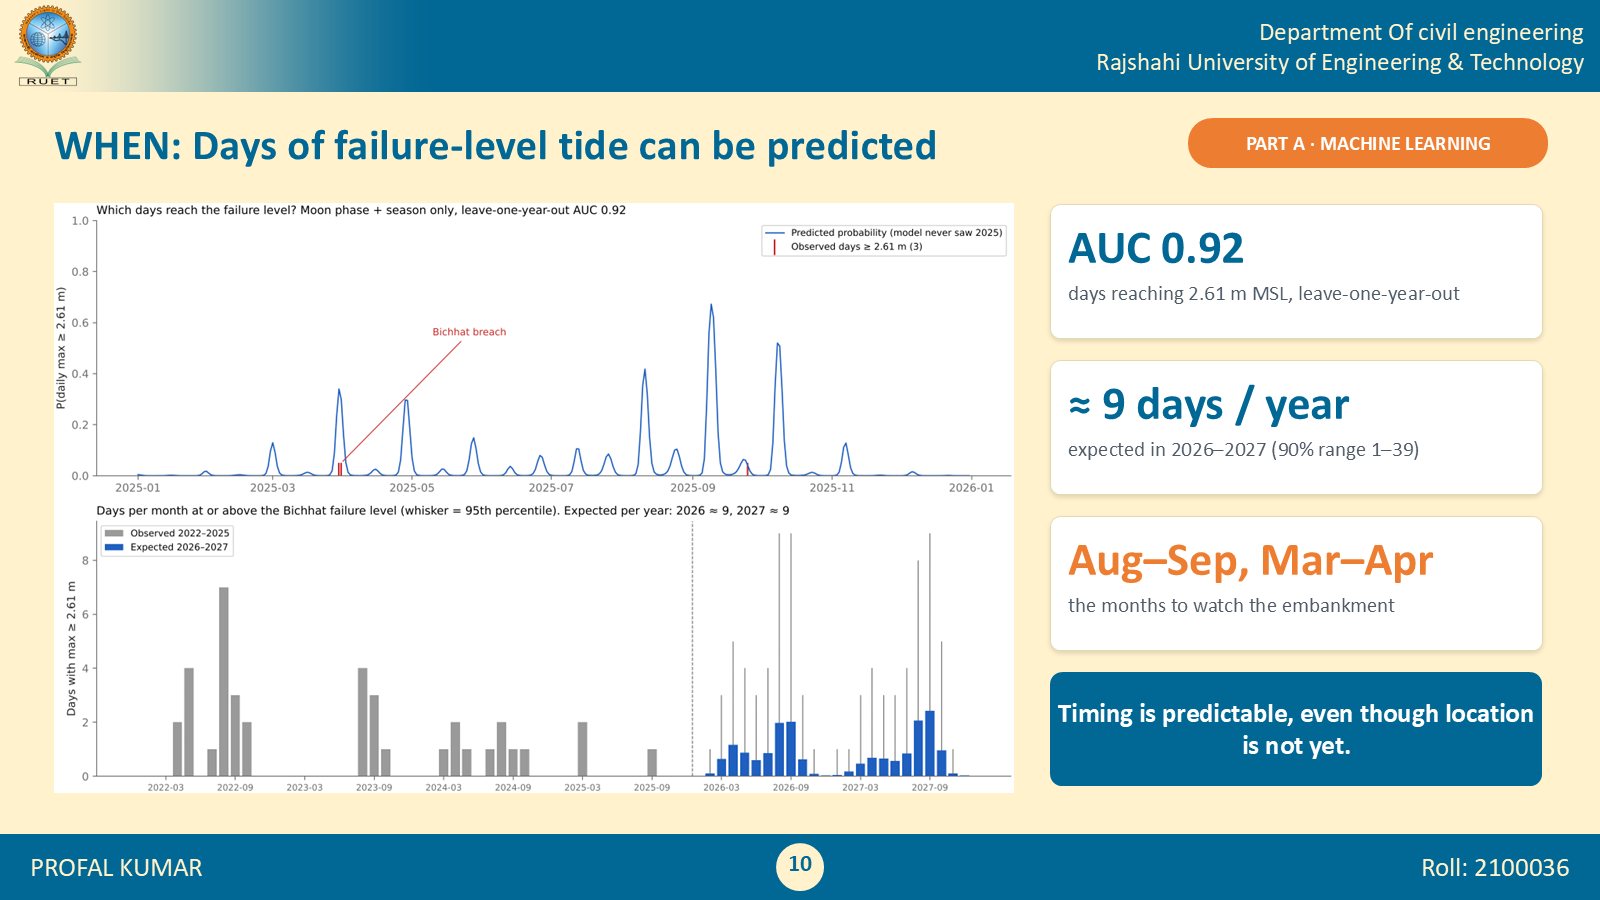 RUET
Department Of civil engineering
Rajshahi University of Engineering & Technology
WHEN: Days of failure-level tide can be predicted
PART A · MACHINE LEARNING
Which days reach the failure level? Moon phase + season only, leave-one-year-out AUC 0.92
P(daily max ≥ 2.61 m)
1.0
0.8
0.6
0.4
0.2
0.0
Predicted probability (model never saw 2025)
Observed days ≥ 2.61 m (3)
Bichhat breach
2025-01 2025-03 2025-05 2025-07 2025-09 2025-11 2026-01
Days per month at or above the Bichhat failure level (whisker = 95th percentile). Expected per year: 2026 ≈ 9, 2027 ≈ 9
Days with max ≥ 2.61 m
8
6
4
2
0
Observed 2022–2025
Expected 2026–2027
2022-03 2022-09 2023-03 2023-09 2024-03 2024-09 2025-03 2025-09 2026-03 2026-09 2027-03 2027-09
AUC 0.92
days reaching 2.61 m MSL, leave-one-year-out
≈ 9 days / year
expected in 2026–2027 (90% range 1–39)
Aug–Sep, Mar–Apr
the months to watch the embankment
Timing is predictable, even though location
is not yet.
PROFAL KUMAR
10
Roll: 2100036